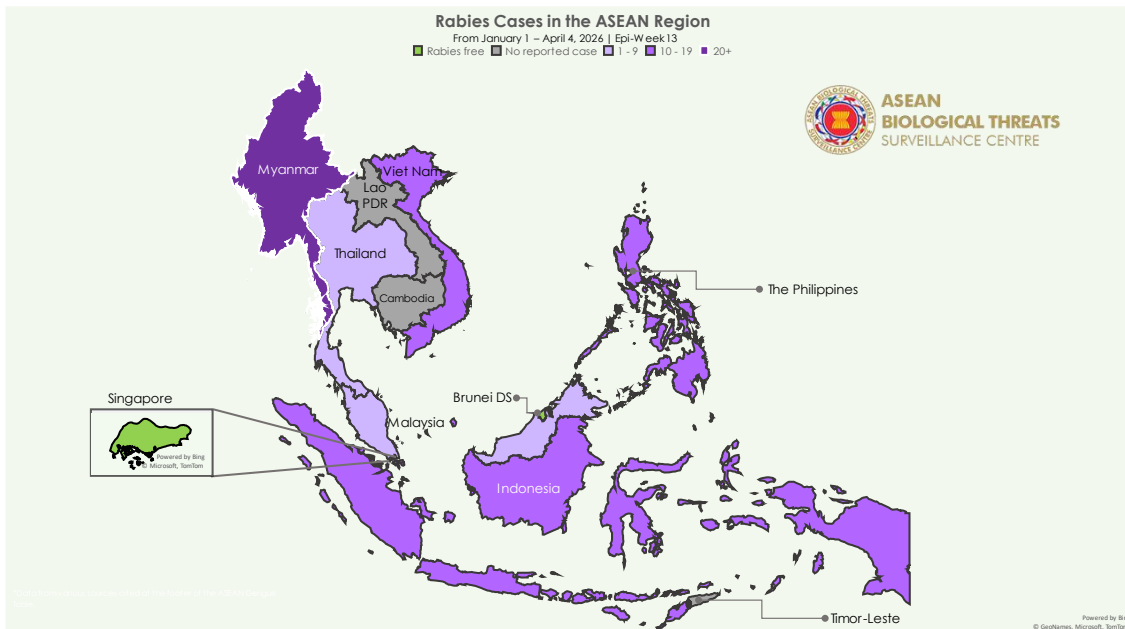 Rabies Cases in the ASEAN Region
From January 1 – April 4, 2026 | Epi-Week 13
Rabies free No reported case 1 - 9 10 - 19 20+
ASEAN
BIOLOGICAL THREATS
SURVEILLANCE CENTRE
Myanmar
Viet Nam
Lao
PDR
Thailand
Cambodia
The Philippines
Brunei DS
Singapore
Malaysia
Powered by Bing
© Microsoft, TomTom
Indonesia
Timor-Leste
Powered by Bin
© GeoNames, Microsoft, TomTom